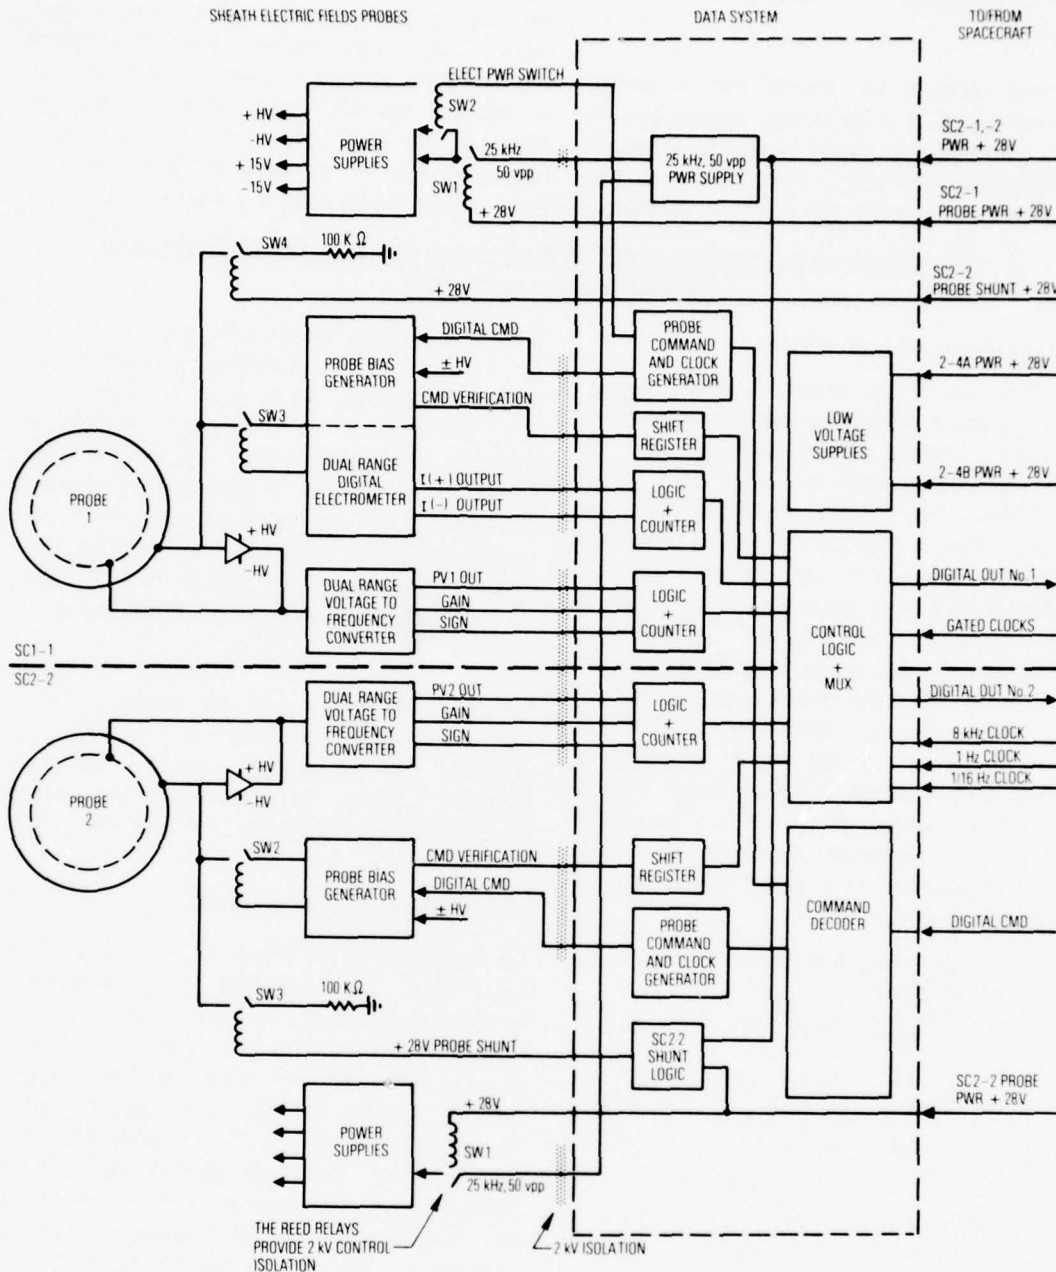 SHEATH ELECTRIC FIELDS PROBES
DATA SYSTEM
TO/FROM
SPACECRAFT
ELECT PWR SWITCH
SW2
+ HV
-HV
+ 15V
-15V
POWER
SUPPLIES
25 kHz
50 vpp
SW1
+ 28V
25 kHz, 50 vpp
PWR SUPPLY
SC2-1,-2
PWR + 28V
SC2-1
PROBE PWR + 28V
SW4
100 K Ω
+ 28V
SC2-2
PROBE SHUNT + 28V
PROBE BIAS
GENERATOR
DIGITAL CMD
± HV
CMD VERIFICATION
PROBE
COMMAND
AND CLOCK
GENERATOR
2-4A PWR + 28V
LOW
VOLTAGE
SUPPLIES
SW3
SHIFT
REGISTER
DUAL RANGE
DIGITAL
ELECTROMETER
I (+) OUTPUT
I (-) OUTPUT
LOGIC
+
COUNTER
2-4B PWR + 28V
PROBE
1
+ HV
-HV
DUAL RANGE
VOLTAGE TO
FREQUENCY
CONVERTER
PV1 OUT
GAIN
SIGN
LOGIC
+
COUNTER
CONTROL
LOGIC
+
MUX
DIGITAL OUT No.1
GATED CLOCKS
SC1-1
SC2-2
DUAL RANGE
VOLTAGE TO
FREQUENCY
CONVERTER
PV2 OUT
GAIN
SIGN
LOGIC
+
COUNTER
DIGITAL OUT No.2
8 kHz CLOCK
1 Hz CLOCK
1/16 Hz CLOCK
PROBE
2
+ HV
-HV
SW2
PROBE BIAS
GENERATOR
CMD VERIFICATION
DIGITAL CMD
± HV
SHIFT
REGISTER
PROBE
COMMAND
AND CLOCK
GENERATOR
COMMAND
DECODER
DIGITAL CMD
SW3
100 K Ω
+ 28V PROBE SHUNT
SC2 2
SHUNT
LOGIC
SC2-2 PROBE
PWR + 28V
POWER
SUPPLIES
+ 28V
SW1
25 kHz, 50 vpp
THE REED RELAYS
PROVIDE 2 kV CONTROL
ISOLATION
2 kV ISOLATION